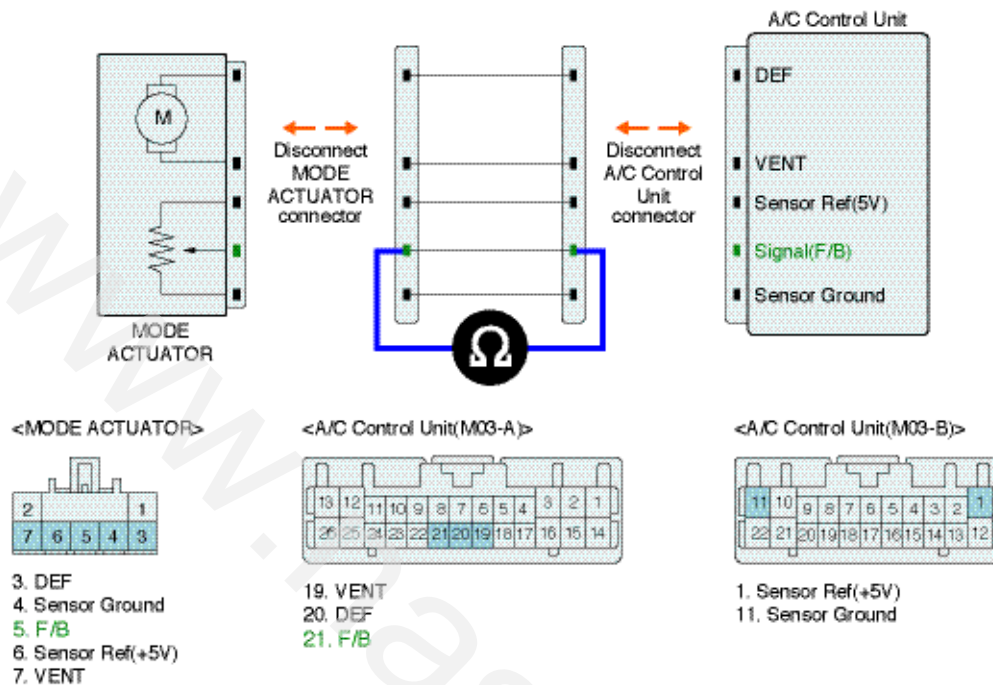 A/C Control Unit
DEF
M
VENT
Disconnect
MODE
ACTUATOR
connector
Disconnect
A/C Control
Unit
connector
Sensor Ref(5V)
Signal(F/B)
Sensor Ground
MODE
ACTUATOR
Ω
<MODE ACTUATOR>
2 1
7 6 5 4 3
3. DEF
4. Sensor Ground
5. F/B
6. Sensor Ref(+5V)
7. VENT
<A/C Control Unit(M03-A)>
13 12 11 10 9 8 7 6 5 4 3 2 1
26 25 24 23 22 21 20 19 18 17 16 15 14
19. VENT
20. DEF
21. F/B
<A/C Control Unit(M03-B)>
11 10 9 8 7 6 5 4 3 2 1
22 21 20 19 18 17 16 15 14 13 12
1. Sensor Ref(+5V)
11. Sensor Ground